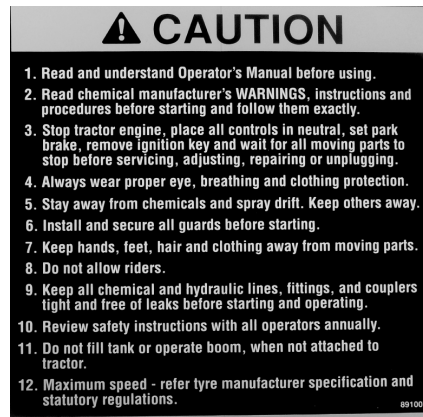 CAUTION
1. Read and understand Operator's Manual before using.
2. Read chemical manufacturer's WARNINGS, instructions and
procedures before starting and follow them exactly.
3. Stop tractor engine, place all controls in neutral, set park
brake, remove ignition key and wait for all moving parts to
stop before servicing, adjusting, repairing or unplugging.
4. Always wear proper eye, breathing and clothing protection.
5. Stay away from chemicals and spray drift. Keep others away.
6. Install and secure all guards before starting.
7. Keep hands, feet, hair and clothing away from moving parts.
8. Do not allow riders.
9. Keep all chemical and hydraulic lines, fittings, and couplers
tight and free of leaks before starting and operating.
10. Review safety instructions with all operators annually.
11. Do not fill tank or operate boom, when not attached to
tractor.
12. Maximum speed - refer tyre manufacturer specification and
statutory regulations.
89100